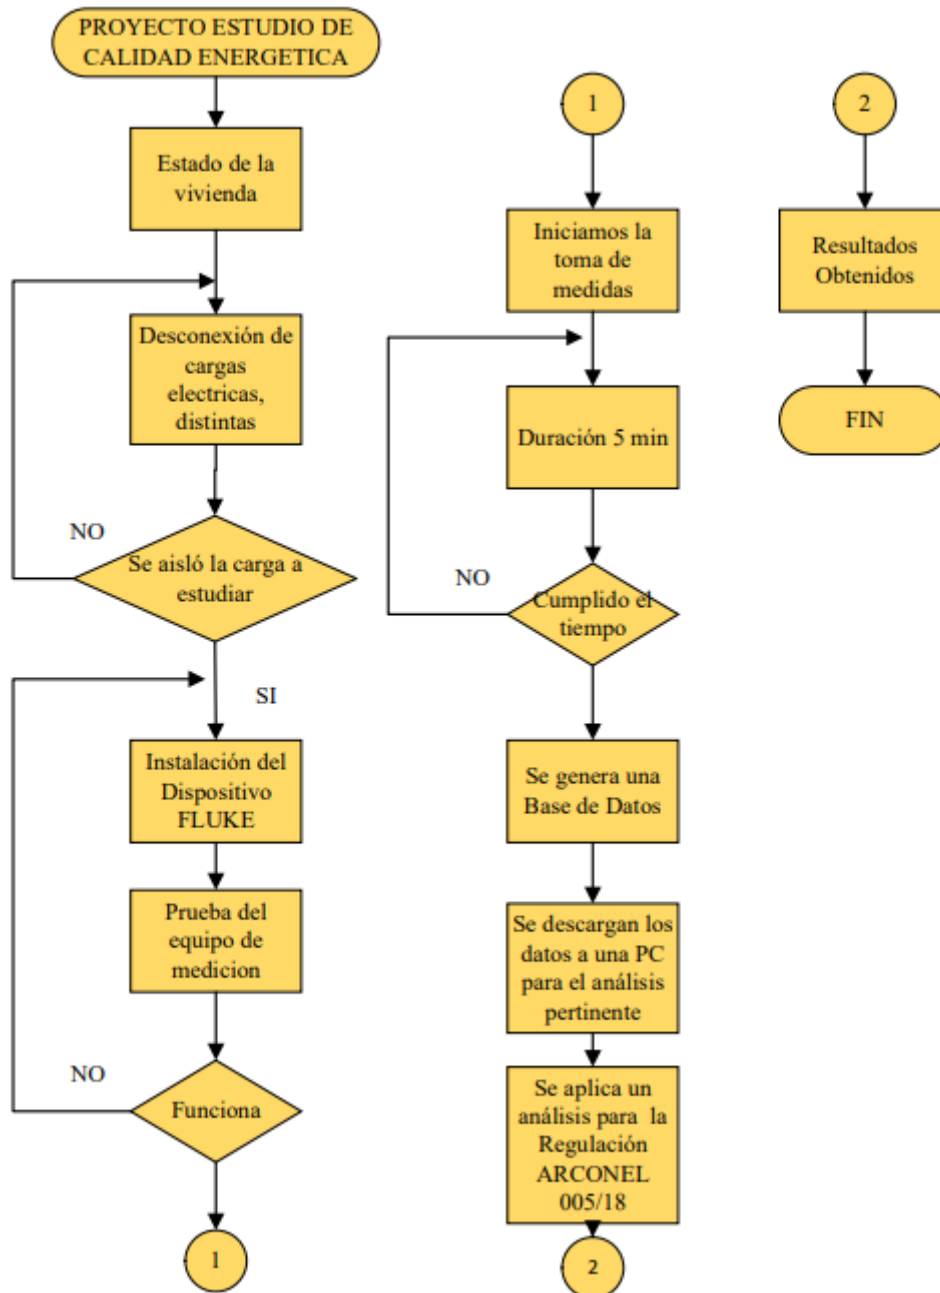 PROYECTO ESTUDIO DE
CALIDAD ENERGETICA
Estado de la
vivienda
Desconexión de
cargas
electricas,
distintas
NO
Se aisló la carga a
estudiar
SI
Instalación del
Dispositivo
FLUKE
Prueba del
equipo de
medicion
NO
Funciona
1
1
Iniciamos la
toma de
medidas
Duración 5 min
NO
Cumplido el
tiempo
Se genera una
Base de Datos
Se descargan los
datos a una PC
para el análisis
pertinente
Se aplica un
análisis para la
Regulación
ARCONEL
005/18
2
2
Resultados
Obtenidos
FIN